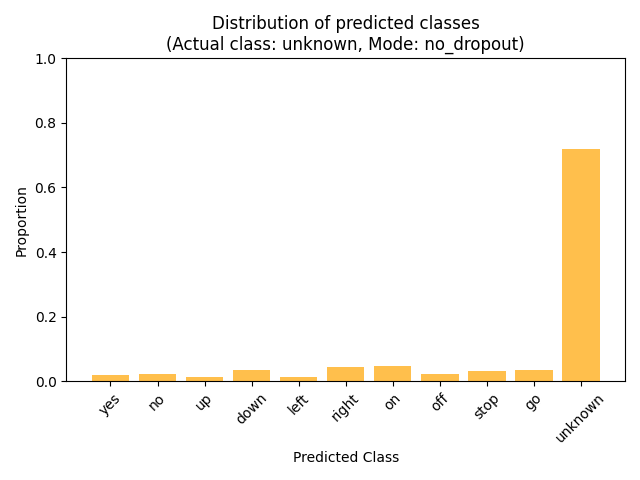 Distribution of predicted classes
(Actual class: unknown, Mode: no_dropout)
1.0
0.8
0.6
0.4
0.2
0.0
Proportion
yes
no
up
down
left
right
on
off
stop
go
unknown
Predicted Class